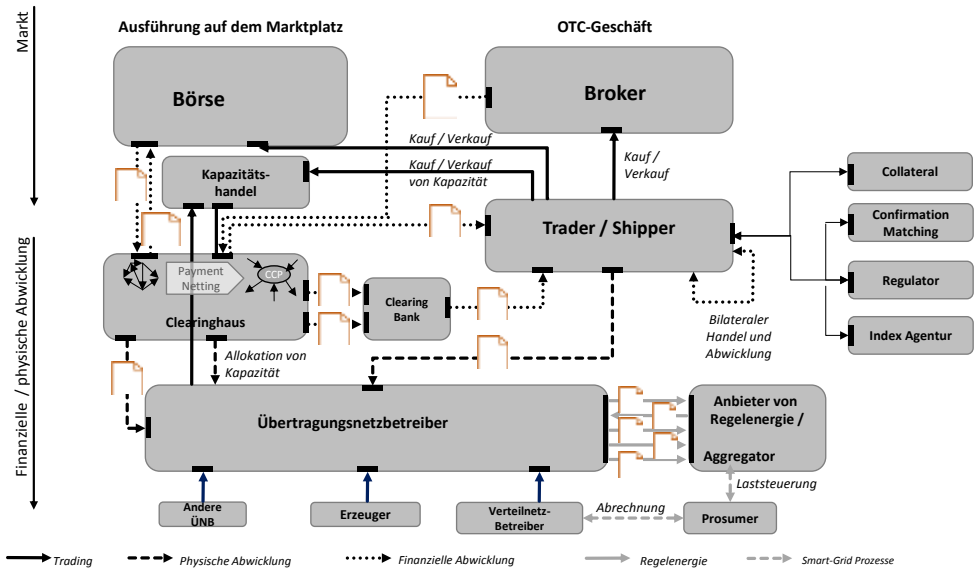 Markt
Ausführung auf dem Marktplatz
OTC-Geschäft
Börse
Broker
Kauf / Verkauf
Kauf /
Verkauf
Kapazitäts-
handel
Kauf / Verkauf
von Kapazität
Collateral
Trader / Shipper
Confirmation
Matching
Finanzielle / physische Abwicklung
Payment
Netting
CCP
Clearinghaus
Clearing
Bank
Regulator
Bilateraler
Handel und
Abwicklung
Index Agentur
Allokation von
Kapazität
Übertragungsnetzbetreiber
Anbieter von
Regelenergie /
Aggregator
Laststeuerung
Andere
ÜNB
Erzeuger
Verteilnetz-
Betreiber
Abrechnung
Prosumer
Trading
Physische Abwicklung
Finanzielle Abwicklung
Regelenergie
Smart-Grid Prozesse